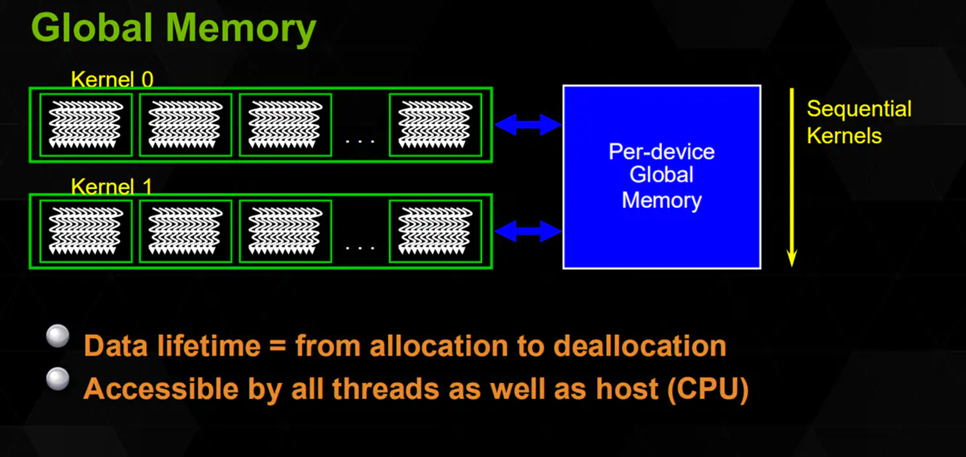 Global Memory
Kernel 0
. . .
Kernel 1
. . .
Per-device
Global
Memory
Sequential
Kernels
Data lifetime = from allocation to deallocation
Accessible by all threads as well as host (CPU)